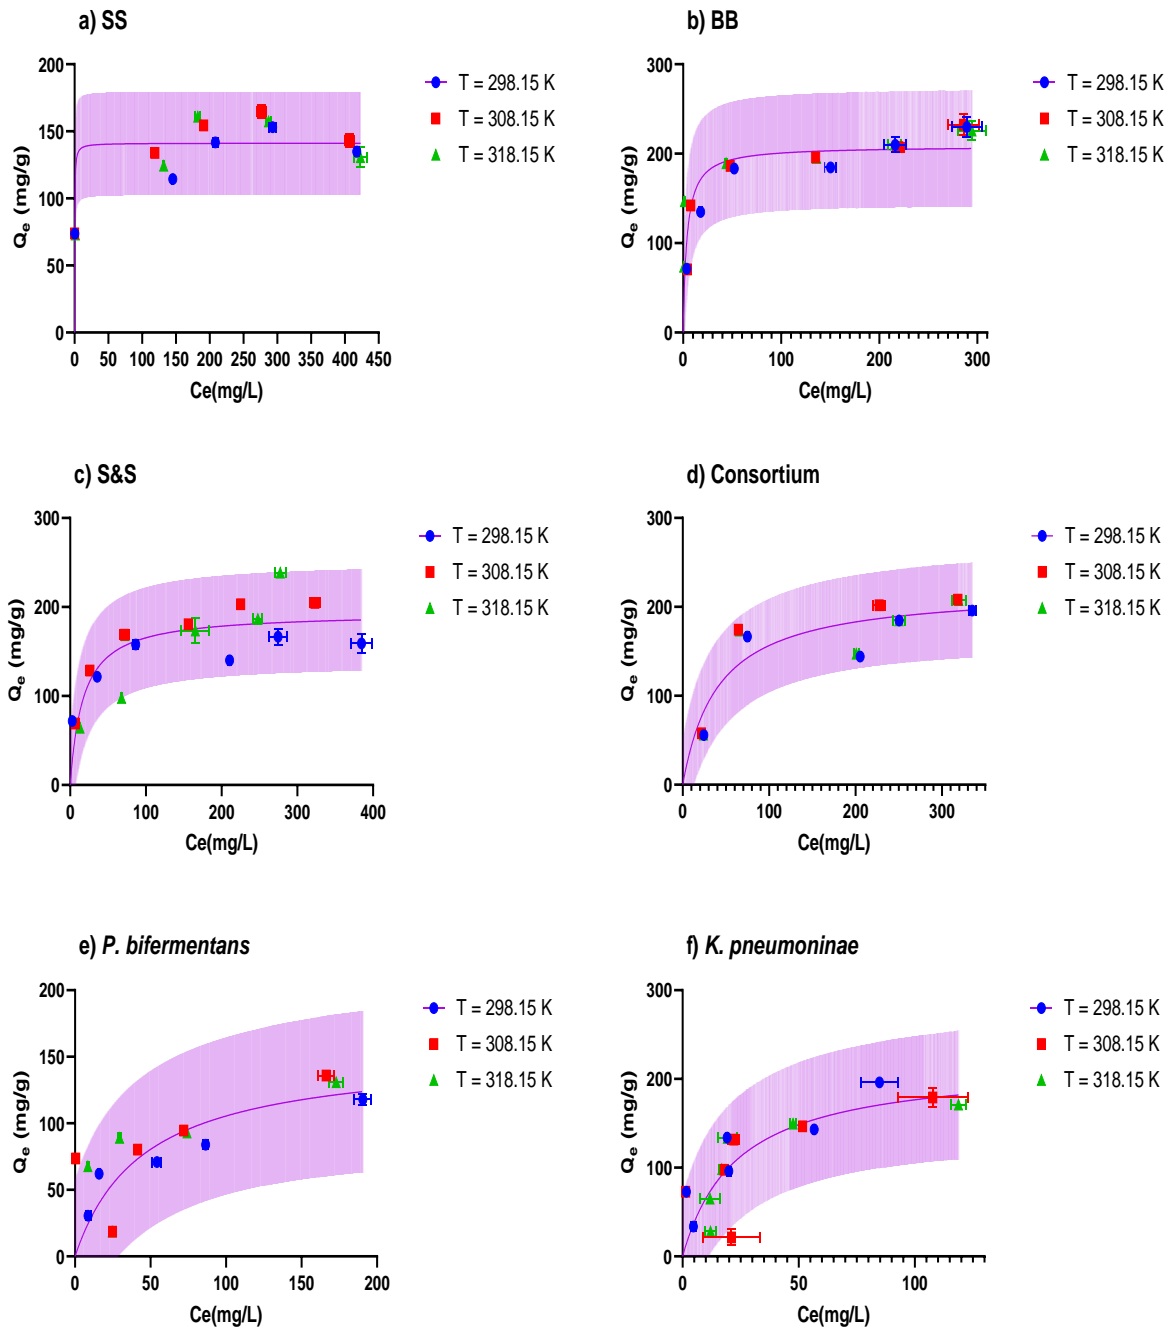 a) SS
200
150
100
50
0
Qe (mg/g)
0 50 100 150 200 250 300 350 400 450
Ce(mg/L)
T = 298.15 K
T = 308.15 K
T = 318.15 K
b) BB
300
200
100
0
Qe (mg/g)
0 100 200 300
Ce(mg/L)
T = 298.15 K
T = 308.15 K
T = 318.15 K
c) S&S
300
200
100
0
Qe (mg/g)
0 100 200 300 400
Ce(mg/L)
T = 298.15 K
T = 308.15 K
T = 318.15 K
d) Consortium
300
200
100
0
Qe (mg/g)
0 100 200 300
Ce(mg/L)
T = 298.15 K
T = 308.15 K
T = 318.15 K
e) P. bifermentans
200
150
100
50
0
Qe (mg/g)
0 50 100 150 200
Ce(mg/L)
T = 298.15 K
T = 308.15 K
T = 318.15 K
f) K. pneumoninae
300
200
100
0
Qe (mg/g)
0 50 100
Ce(mg/L)
T = 298.15 K
T = 308.15 K
T = 318.15 K